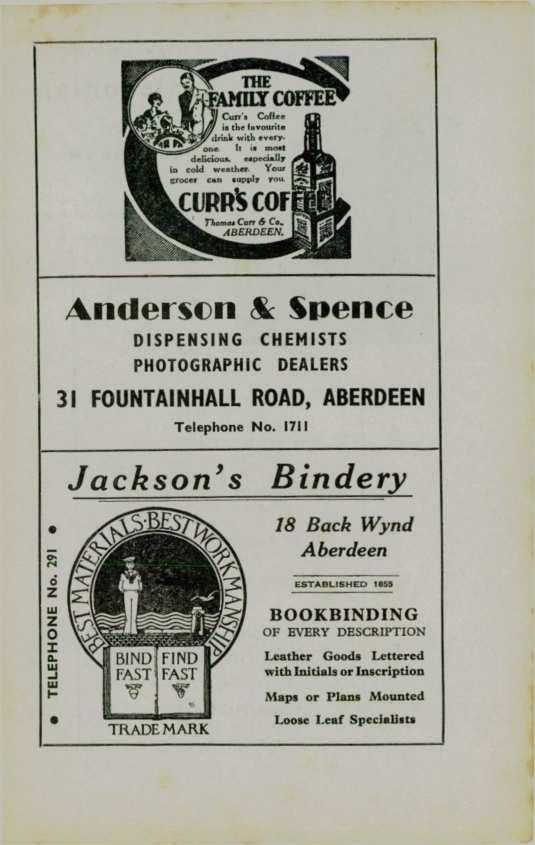 THE
FAMILY COFFEE
Curr's Coffee
is the favourite
drink with every-
one. It is most
delicious, especially
in cold weather. Your
grocer can supply you.
CURR'S COF
Thomas Curr & Co.,
ABERDEEN.
Anderson & Spence
DISPENSING CHEMISTS
PHOTOGRAPHIC DEALERS
31 FOUNTAINHALL ROAD, ABERDEEN
Telephone No. 1711
Jackson's Bindery
TELEPHONE No. 291
BEST MATERIALS·BEST WORKMANSHIP
BIND FIND
FAST FAST
TRADE MARK
18 Back Wynd
Aberdeen
ESTABLISHED 1855
BOOKBINDING
OF EVERY DESCRIPTION
Leather Goods Lettered
with Initials or Inscription
Maps or Plans Mounted
Loose Leaf Specialists